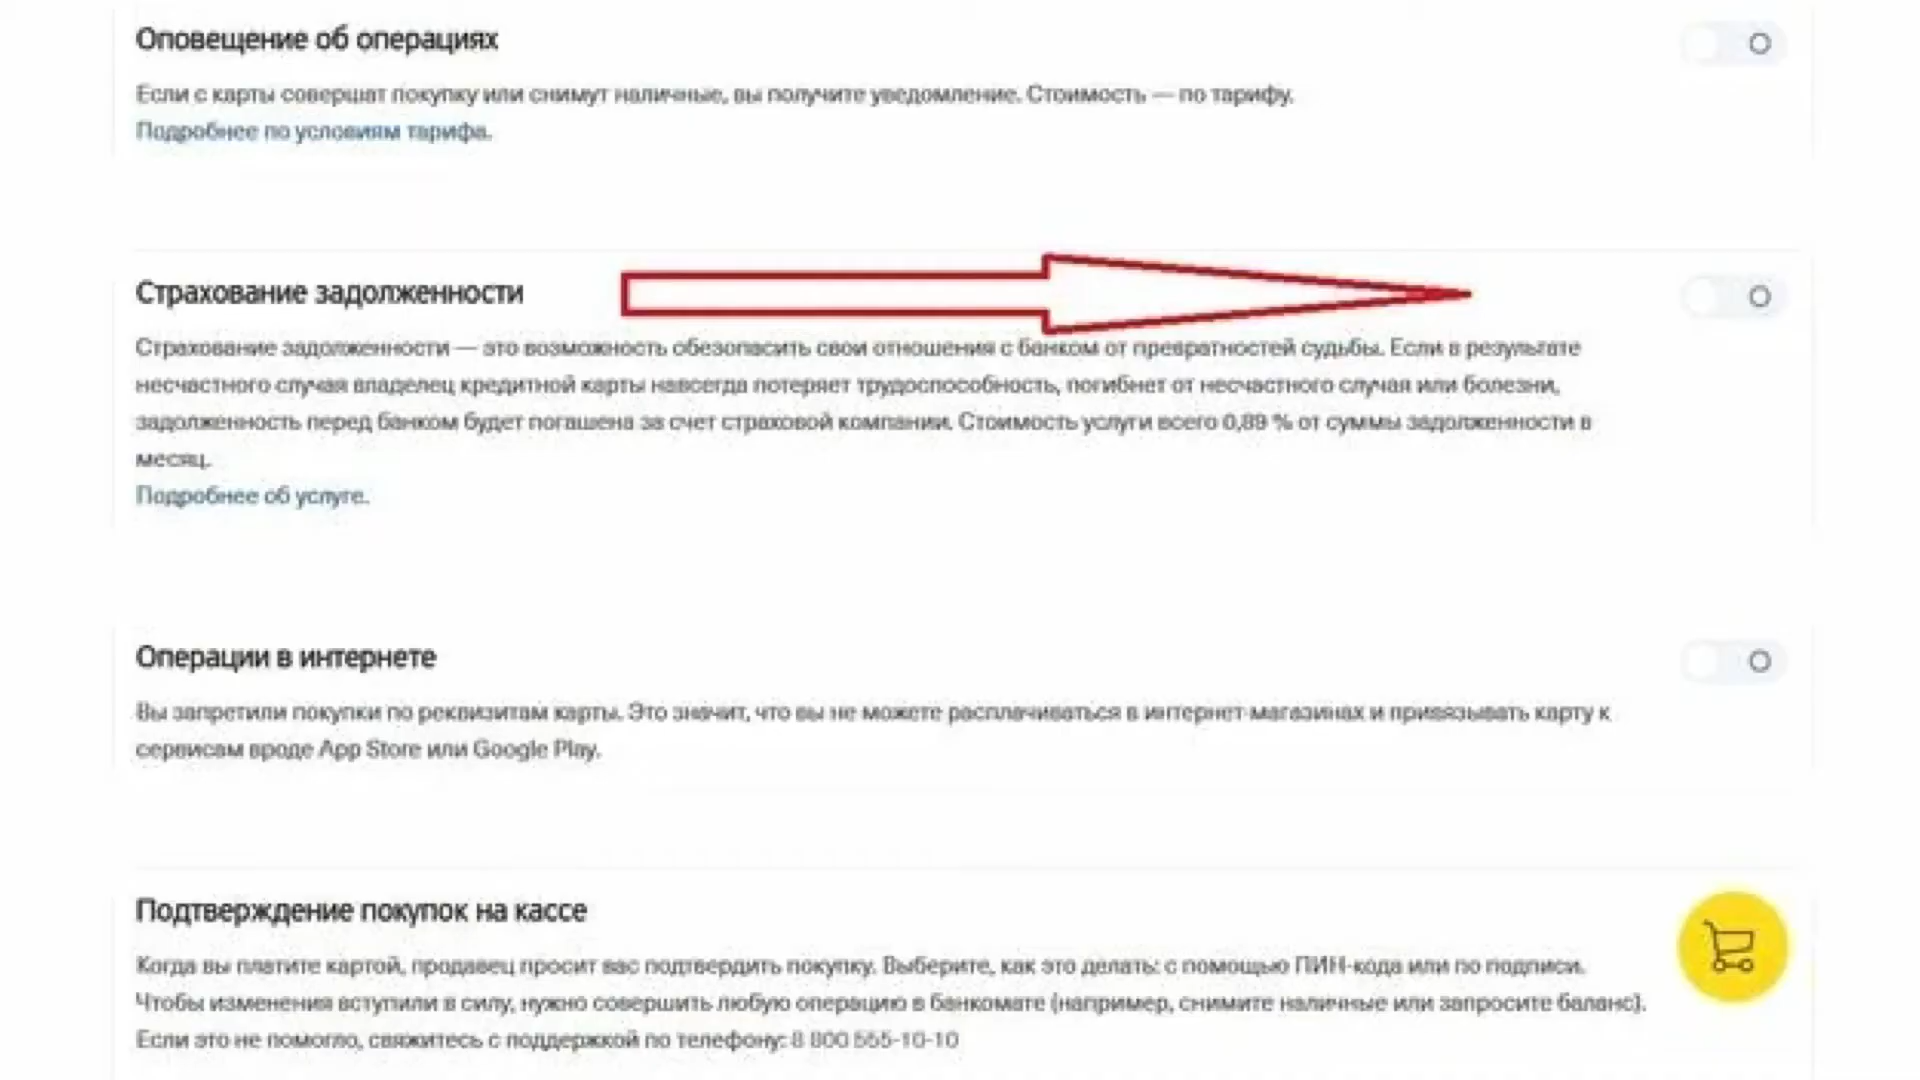 Оповещение об операциях
Если с карты совершат покупку или снимут наличные, вы получите уведомление. Стоимость — по тарифу.
Подробнее по условиям тарифа.
Страхование задолженности
Страхование задолженности — это возможность обезопасить свои отношения с банком от превратностей судьбы. Если в результате
несчастного случая владелец кредитной карты навсегда потеряет трудоспособность, погибнет от несчастного случая или болезни,
задолженность перед банком будет погашена за счет страховой компании. Стоимость услуги всего 0,89 % от суммы задолженности в
месяц.
Подробнее об услуге.
Операции в интернете
Вы запретили покупки по реквизитам карты. Это значит, что вы не можете расплачиваться в интернет-магазинах и привязывать карту к
сервисам вроде App Store или Google Play.
Подтверждение покупок на кассе
Когда вы платите картой, продавец просит вас подтвердить покупку. Выберите, как это делать: с помощью ПИН-кода или по подписи.
Чтобы изменения вступили в силу, нужно совершить любую операцию в банкомате (например, снимите наличные или запросите баланс).
Если это не помогло, свяжитесь с поддержкой по телефону: 8 800 555-10-10